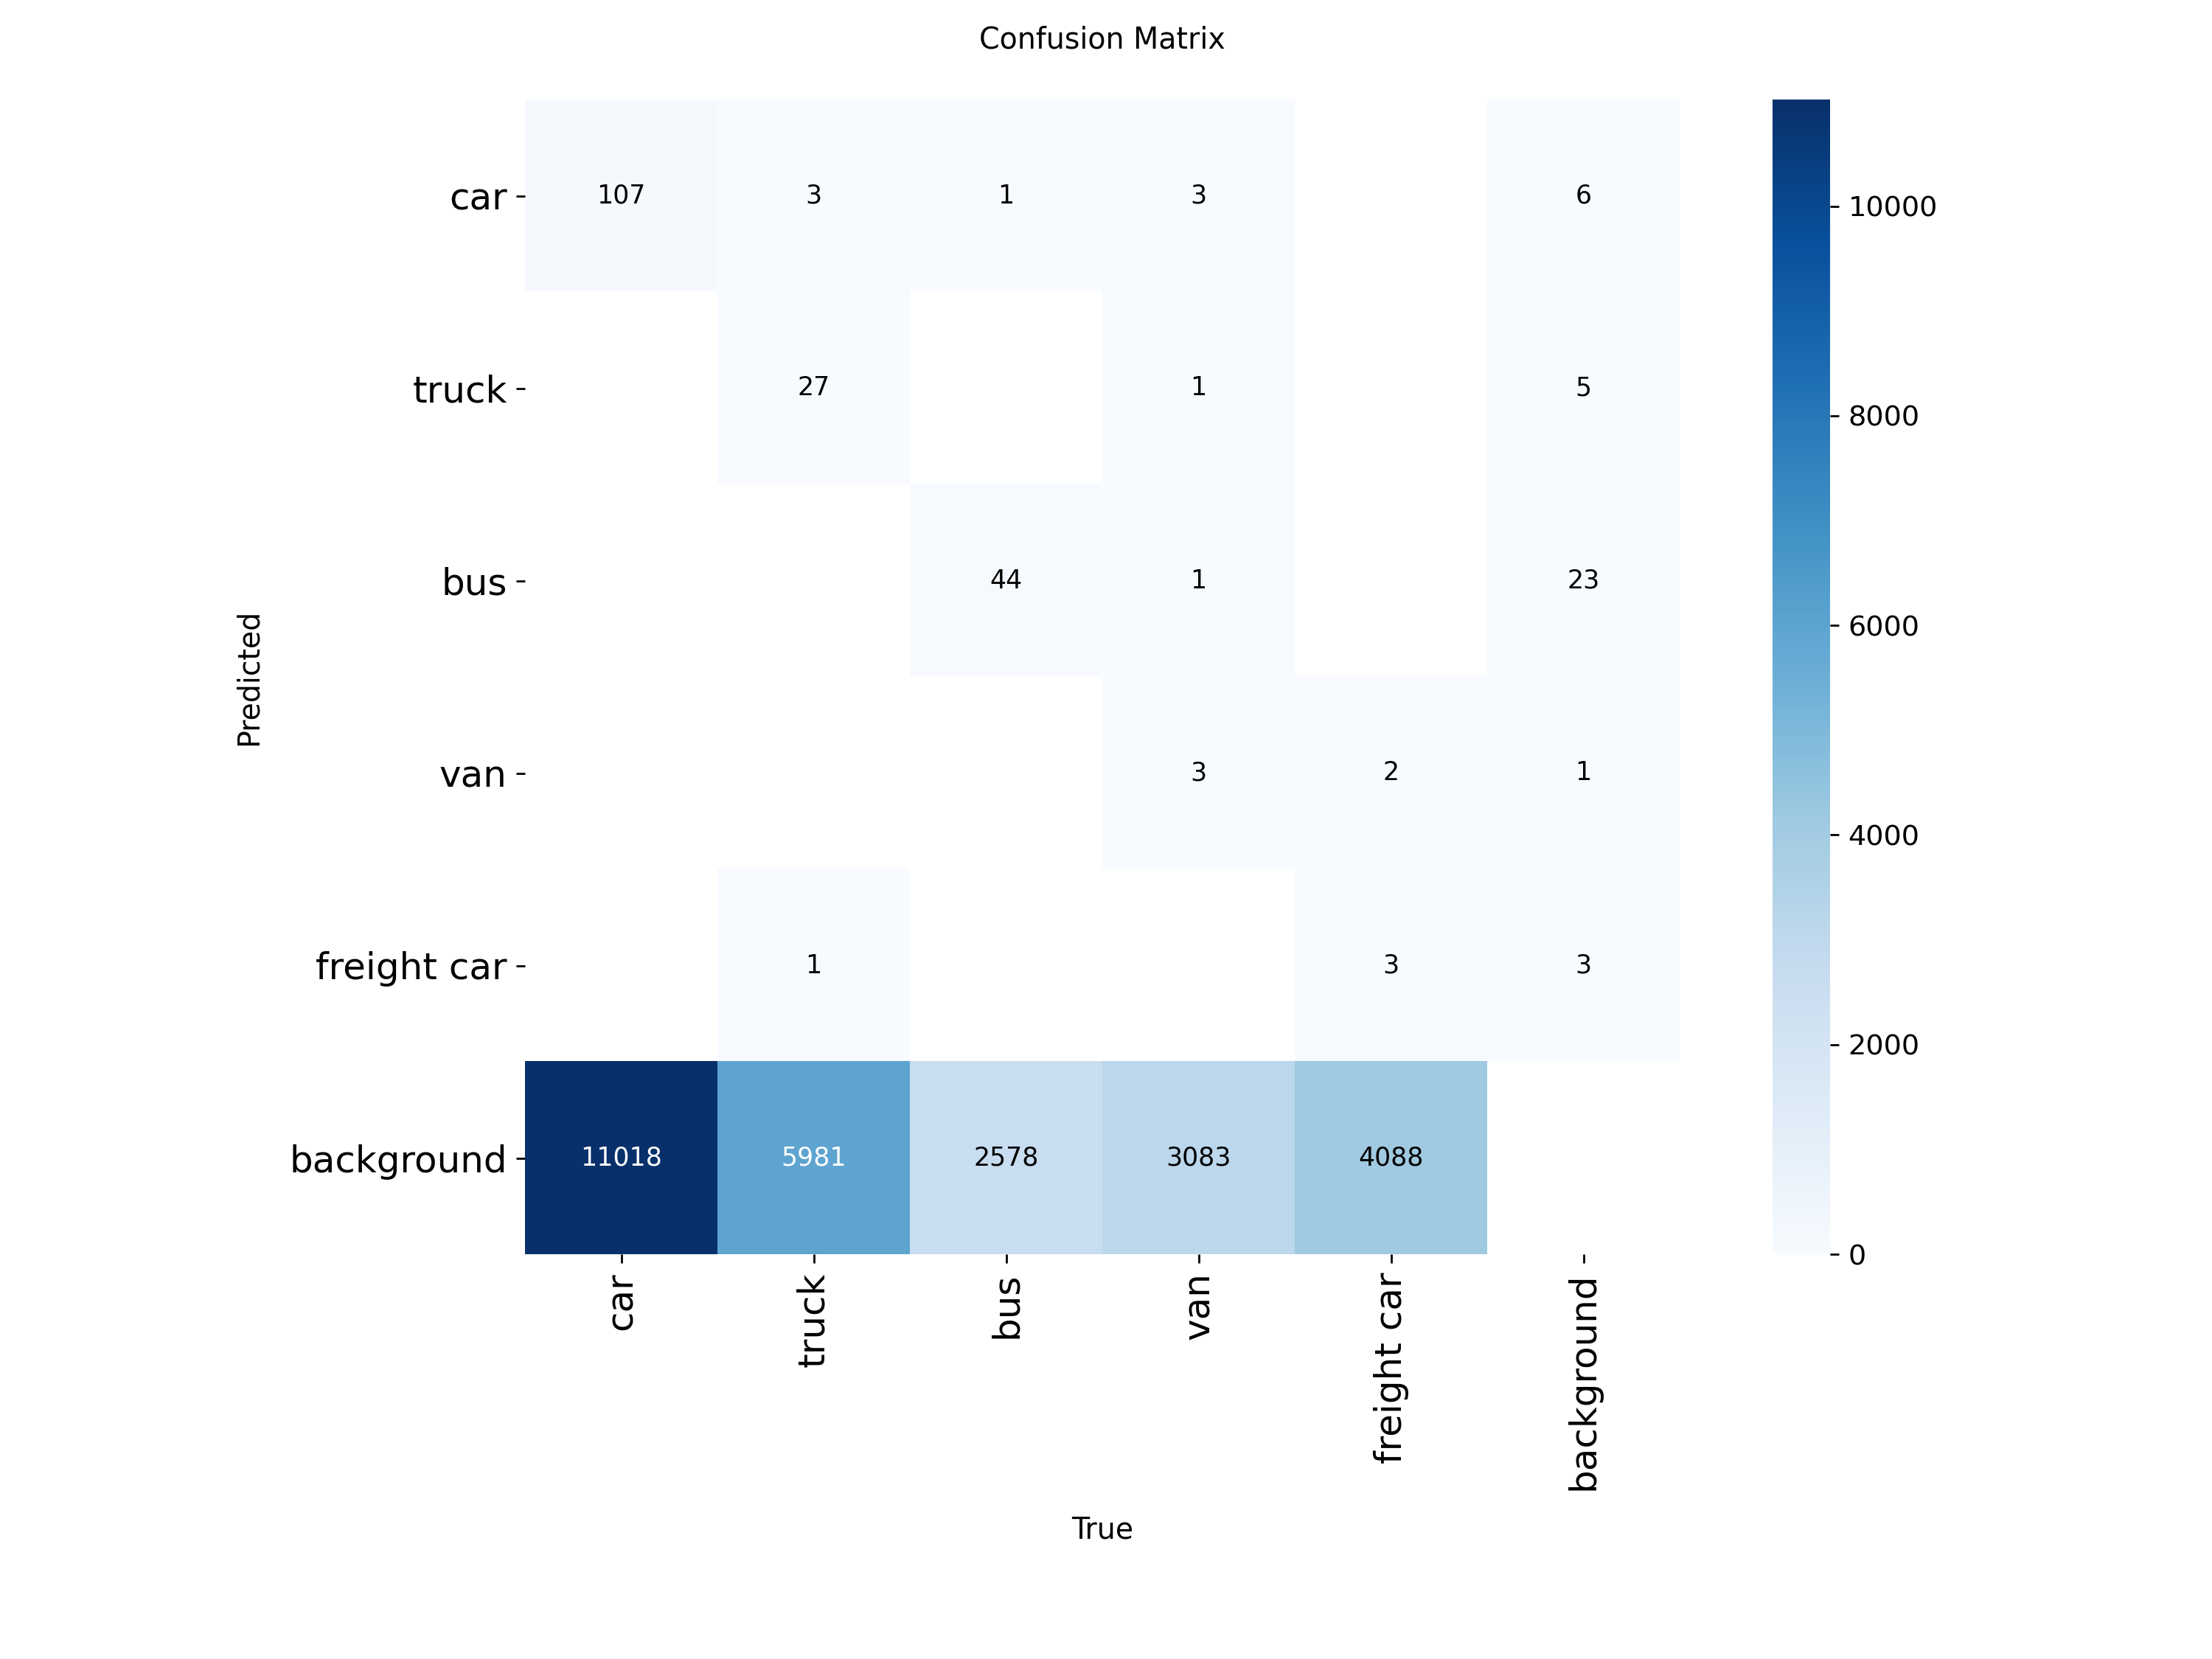 Confusion Matrix
car 107 3 1 3 6
truck 27 1 5
bus 44 1 23
van 3 2 1
freight car 1 3 3
background 11018 5981 2578 3083 4088
car truck bus van freight car background
Predicted
True
10000
8000
6000
4000
2000
0